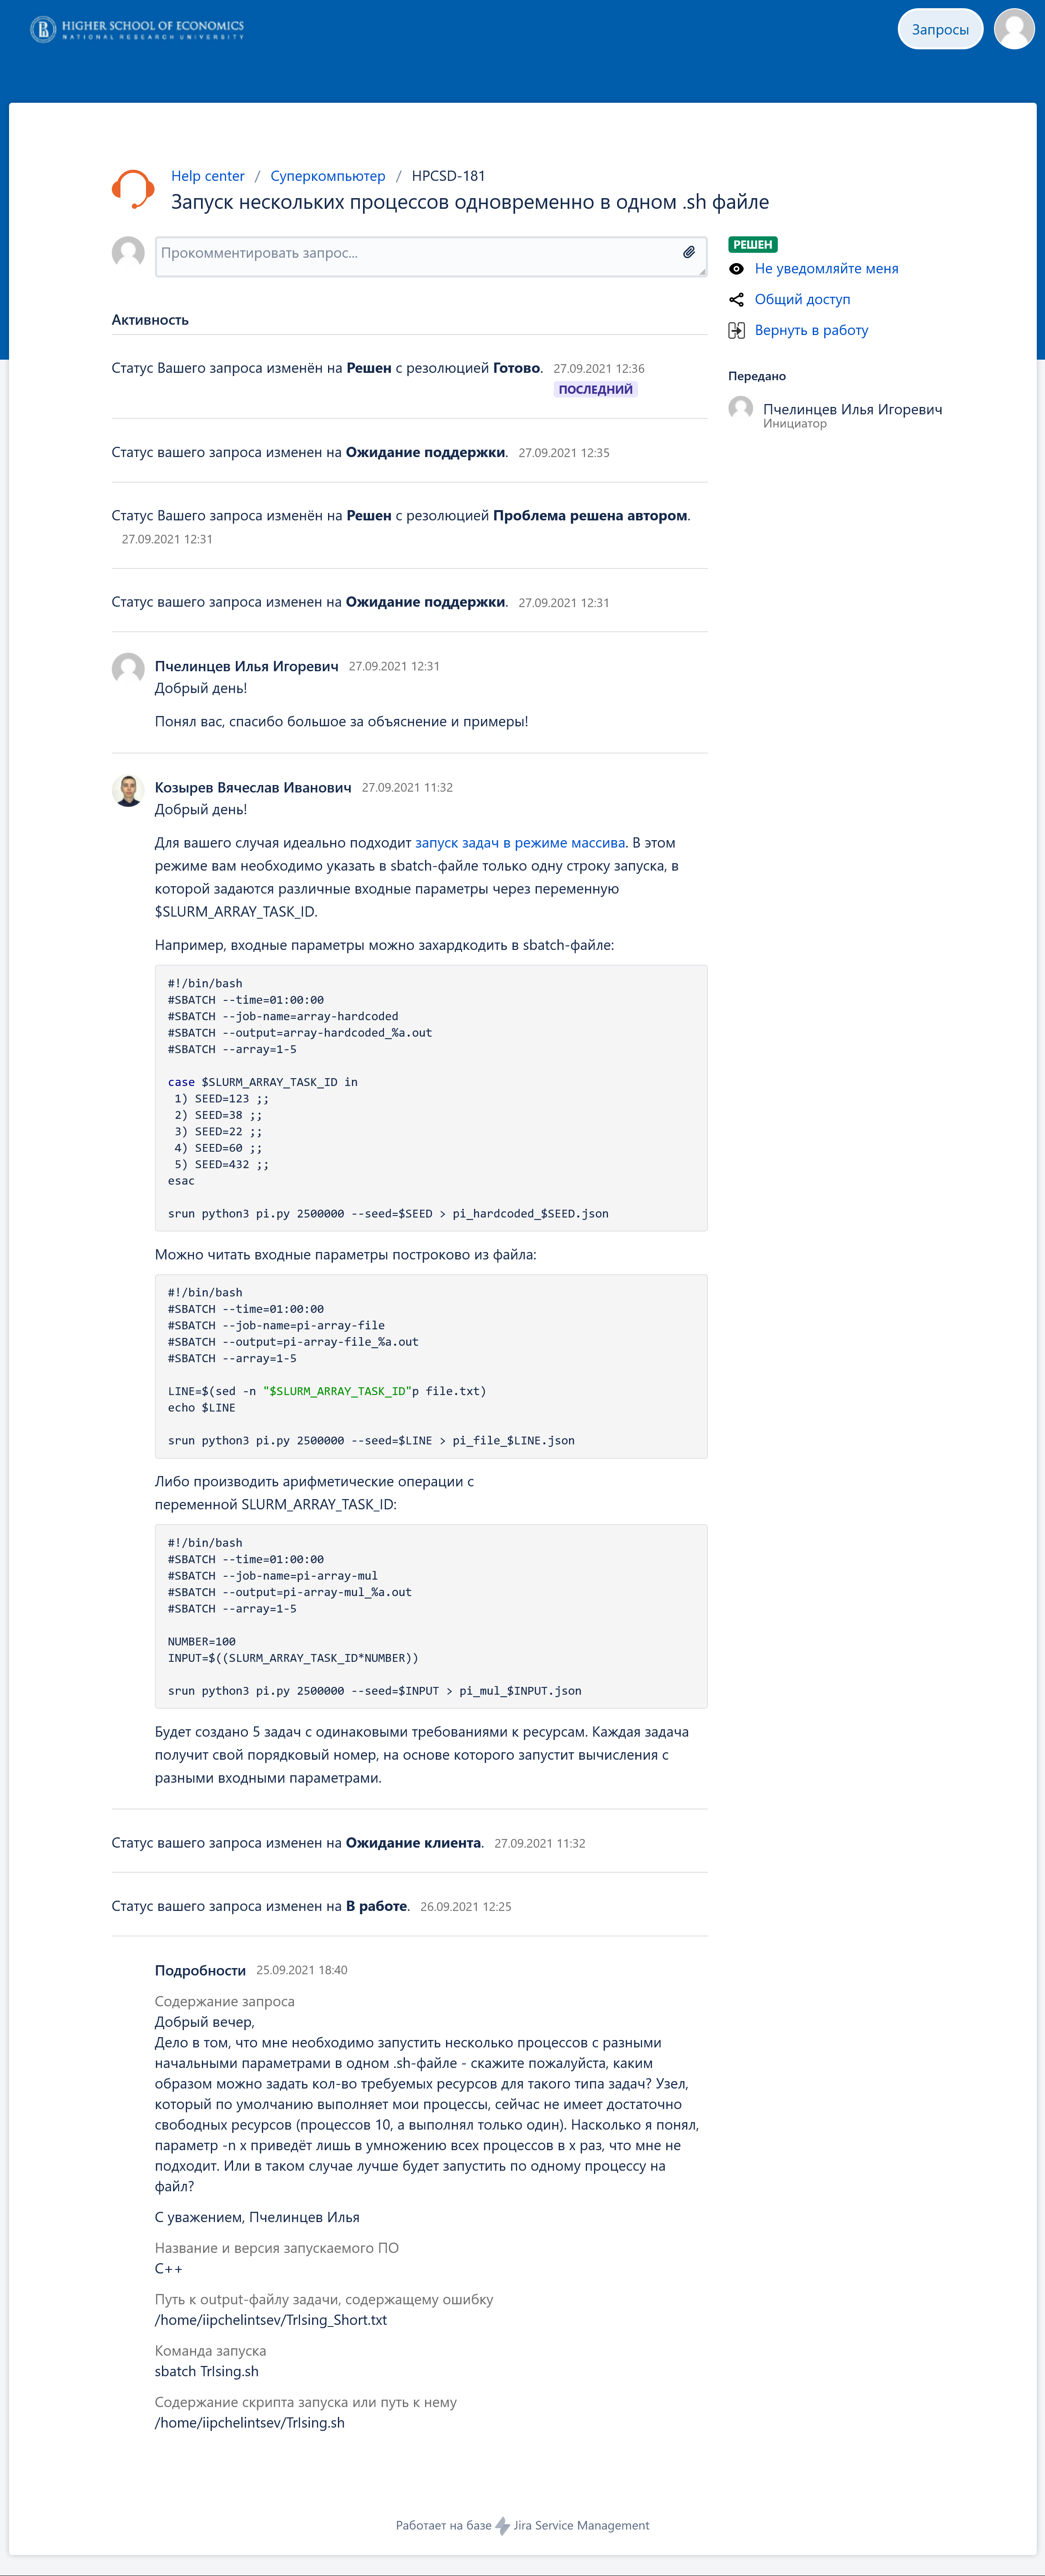 HIGHER SCHOOL OF ECONOMICS
NATIONAL RESEARCH UNIVERSITY
Запросы
Help center / Суперкомпьютер / HPCSD-181
Запуск нескольких процессов одновременно в одном .sh файле
Прокомментировать запрос...
РЕШЕН
Не уведомляйте меня
Общий доступ
Вернуть в работу
Передано
Пчелинцев Илья Игоревич
Инициатор
Активность
Статус Вашего запроса изменён на Решен с резолюцией Готово. 27.09.2021 12:36
ПОСЛЕДНИЙ
Статус вашего запроса изменен на Ожидание поддержки. 27.09.2021 12:35
Статус Вашего запроса изменён на Решен с резолюцией Проблема решена автором.
27.09.2021 12:31
Статус вашего запроса изменен на Ожидание поддержки. 27.09.2021 12:31
Пчелинцев Илья Игоревич 27.09.2021 12:31
Добрый день!
Понял вас, спасибо большое за объяснение и примеры!
Козырев Вячеслав Иванович 27.09.2021 11:32
Добрый день!
Для вашего случая идеально подходит запуск задач в режиме массива. В этом
режиме вам необходимо указать в sbatch-файле только одну строку запуска, в
которой задаются различные входные параметры через переменную
$SLURM_ARRAY_TASK_ID.
Например, входные параметры можно захардкодить в sbatch-файле:
#!/bin/bash
#SBATCH --time=01:00:00
#SBATCH --job-name=array-hardcoded
#SBATCH --output=array-hardcoded_%a.out
#SBATCH --array=1-5
case $SLURM_ARRAY_TASK_ID in
1) SEED=123 ;;
2) SEED=38 ;;
3) SEED=22 ;;
4) SEED=60 ;;
5) SEED=432 ;;
esac
srun python3 pi.py 2500000 --seed=$SEED > pi_hardcoded_$SEED.json
Можно читать входные параметры построково из файла:
#!/bin/bash
#SBATCH --time=01:00:00
#SBATCH --job-name=pi-array-file
#SBATCH --output=pi-array-file_%a.out
#SBATCH --array=1-5
LINE=$(sed -n "$SLURM_ARRAY_TASK_ID"p file.txt)
echo $LINE
srun python3 pi.py 2500000 --seed=$LINE > pi_file_$LINE.json
Либо производить арифметические операции с
переменной SLURM_ARRAY_TASK_ID:
#!/bin/bash
#SBATCH --time=01:00:00
#SBATCH --job-name=pi-array-mul
#SBATCH --output=pi-array-mul_%a.out
#SBATCH --array=1-5
NUMBER=100
INPUT=$((SLURM_ARRAY_TASK_ID*NUMBER))
srun python3 pi.py 2500000 --seed=$INPUT > pi_mul_$INPUT.json
Будет создано 5 задач с одинаковыми требованиями к ресурсам. Каждая задача
получит свой порядковый номер, на основе которого запустит вычисления с
разными входными параметрами.
Статус вашего запроса изменен на Ожидание клиента. 27.09.2021 11:32
Статус вашего запроса изменен на В работе. 26.09.2021 12:25
Подробности 25.09.2021 18:40
Содержание запроса
Добрый вечер,
Дело в том, что мне необходимо запустить несколько процессов с разными
начальными параметрами в одном .sh-файле - скажите пожалуйста, каким
образом можно задать кол-во требуемых ресурсов для такого типа задач? Узел,
который по умолчанию выполняет мои процессы, сейчас не имеет достаточно
свободных ресурсов (процессов 10, а выполнял только один). Насколько я понял,
параметр -n x приведёт лишь в умножению всех процессов в x раз, что мне не
подходит. Или в таком случае лучше будет запустить по одному процессу на
файл?
С уважением, Пчелинцев Илья
Название и версия запускаемого ПО
C++
Путь к output-файлу задачи, содержащему ошибку
/home/iipchelintsev/TrIsing_Short.txt
Команда запуска
sbatch TrIsing.sh
Содержание скрипта запуска или путь к нему
/home/iipchelintsev/TrIsing.sh
Работает на базе Jira Service Management